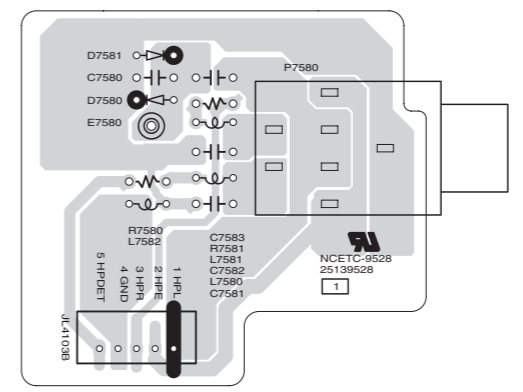 D7581
C7580
D7580
E7580
P7580
R7580
L7582
C7583
R7581
L7581
C7582
L7580
C7581
NCETC-9528
25139528
1
5 HPDET
4 GND
3 HPR
2 HPE
1 HPL
JL4103B